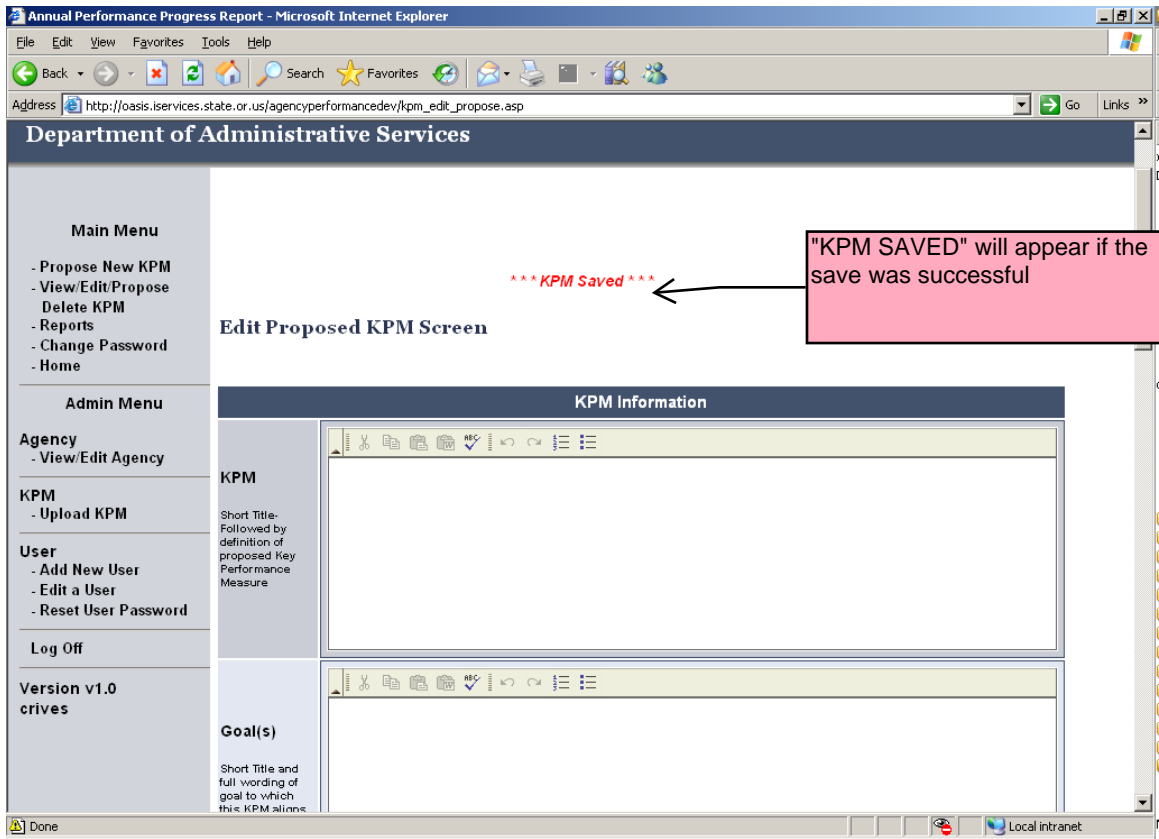 Annual Performance Progress Report - Microsoft Internet Explorer
File Edit View Favorites Tools Help
Back Search Favorites
Address http://oasis.iservices.state.or.us/agencyperformancedev/kpm_edit_propose.asp Go Links »
Department of Administrative Services
Main Menu
- Propose New KPM
- View/Edit/Propose
Delete KPM
- Reports
- Change Password
- Home
Admin Menu
Agency
- View/Edit Agency
KPM
- Upload KPM
User
- Add New User
- Edit a User
- Reset User Password
Log Off
Version v1.0
crives
* * * KPM Saved * * *
"KPM SAVED" will appear if the
save was successful
Edit Proposed KPM Screen
KPM Information
KPM
Short Title-
Followed by
definition of
proposed Key
Performance
Measure
Goal(s)
Short Title and
full wording of
goal to which
this KPM aligns
Done Local intranet